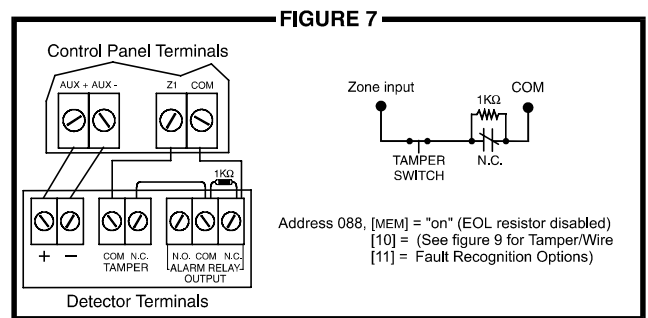 FIGURE 7
Control Panel Terminals
AUX + AUX -
Z1 COM
1KΩ
+ −
COM N.C.
TAMPER
N.O. COM N.C.
ALARM RELAY
OUTPUT
Detector Terminals
Zone input
COM
1KΩ
TAMPER
SWITCH
N.C.
Address 088, [MEM] = "on" (EOL resistor disabled)
[10] = (See figure 9 for Tamper/Wire
[11] = Fault Recognition Options)